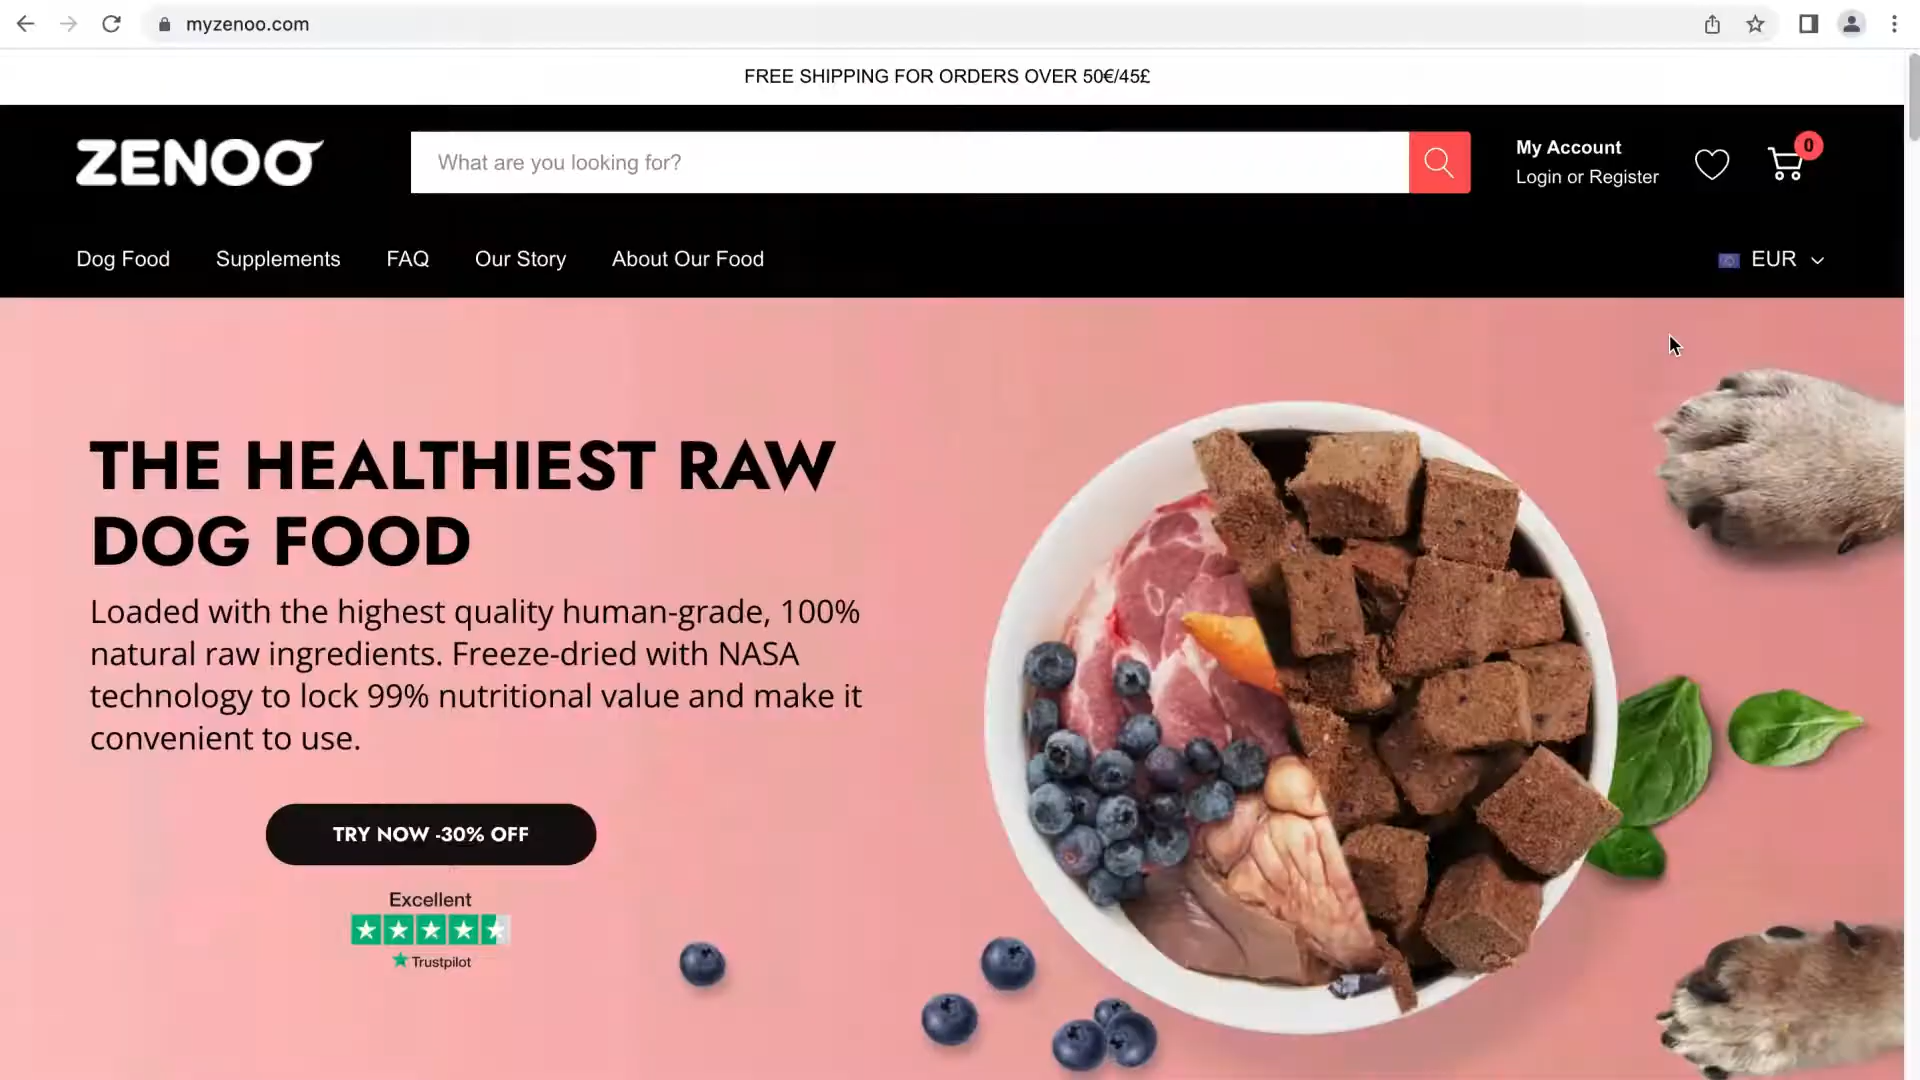 myzenoo.com
FREE SHIPPING FOR ORDERS OVER 50€/45£
ZENOO
What are you looking for?
My Account
Login or Register
0
Dog Food
Supplements
FAQ
Our Story
About Our Food
EUR
THE HEALTHIEST RAW
DOG FOOD
Loaded with the highest quality human-grade, 100%
natural raw ingredients. Freeze-dried with NASA
technology to lock 99% nutritional value and make it
convenient to use.
TRY NOW -30% OFF
Excellent
Trustpilot